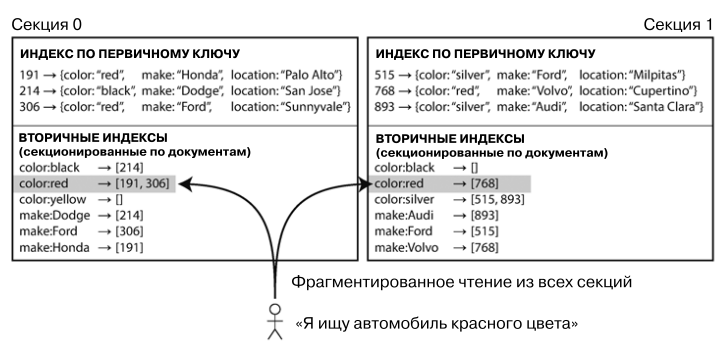 Секция 0
Секция 1
ИНДЕКС ПО ПЕРВИЧНОМУ КЛЮЧУ
191 → {color: “red”, make: “Honda”, location: “Palo Alto”}
214 → {color: “black”, make: “Dodge”, location: “San Jose”}
306 → {color: “red”, make: “Ford”, location: “Sunnyvale”}
ВТОРИЧНЫЕ ИНДЕКСЫ
(секционированные по документам)
color:black → [214]
color:red → [191, 306]
color:yellow → []
make:Dodge → [214]
make:Ford → [306]
make:Honda → [191]
ИНДЕКС ПО ПЕРВИЧНОМУ КЛЮЧУ
515 → {color: “silver”, make: “Ford”, location: “Milpitas”}
768 → {color: “red”, make: “Volvo”, location: “Cupertino”}
893 → {color: “silver”, make: “Audi”, location: “Santa Clara”}
ВТОРИЧНЫЕ ИНДЕКСЫ
(секционированные по документам)
color:black → []
color:red → [768]
color:silver → [515, 893]
make:Audi → [893]
make:Ford → [515]
make:Volvo → [768]
Фрагментированное чтение из всех секций
«Я ищу автомобиль красного цвета»